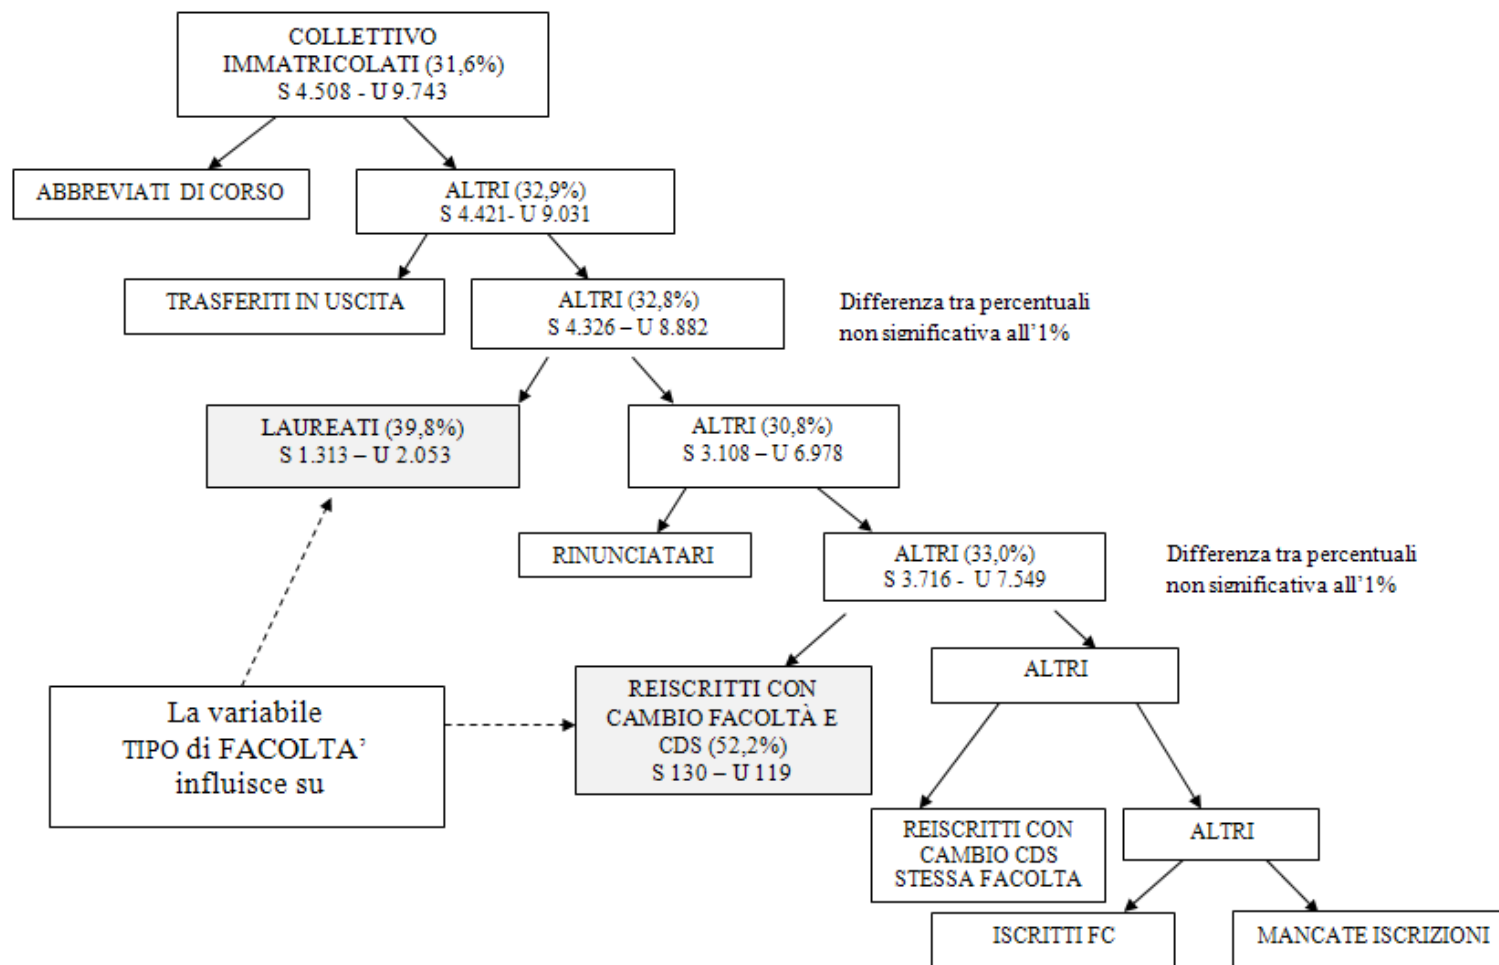 COLLETTIVO
IMMATRICOLATI (31,6%)
S 4.508 - U 9.743
ABBREVIATI DI CORSO
ALTRI (32,9%)
S 4.421- U 9.031
TRASFERITI IN USCITA
ALTRI (32,8%)
S 4.326 – U 8.882
Differenza tra percentuali
non significativa all’1%
LAUREATI (39,8%)
S 1.313 – U 2.053
ALTRI (30,8%)
S 3.108 – U 6.978
RINUNCIATARI
ALTRI (33,0%)
S 3.716 - U 7.549
Differenza tra percentuali
non significativa all’1%
La variabile
TIPO di FACOLTA’
influisce su
REISCRITTI CON
CAMBIO FACOLTÀ E
CDS (52,2%)
S 130 – U 119
ALTRI
REISCRITTI CON
CAMBIO CDS
STESSA FACOLTA
ALTRI
ISCRITTI FC
MANCATE ISCRIZIONI